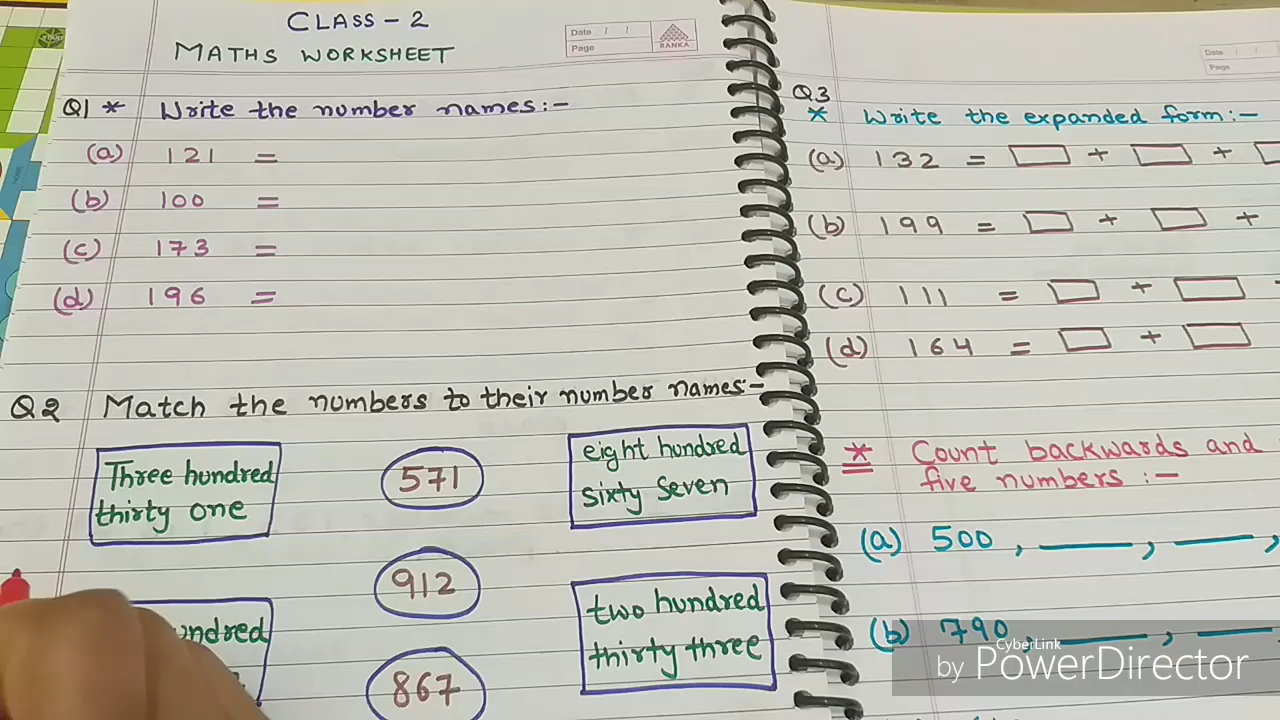 CLASS - 2
MATHS WORKSHEET
Date / /
Page
RANKA
Q1 * Write the number names:-
(a) 121 =
(b) 100 =
(c) 173 =
(d) 196 =
Q2 Match the numbers to their number names:-
Three hundred
thirty one
571
eight hundred
sixty seven
912
two hundred
thirty three
867
Q3
* Write the expanded form:-
(a) 132 = + +
(b) 199 = + +
(c) 111 = +
(d) 164 = +
Date /
Page
* Count backwards and
five numbers :-
(a) 500, ——, ——,
(b) 790, ——, ——
CyberLink
by PowerDirector